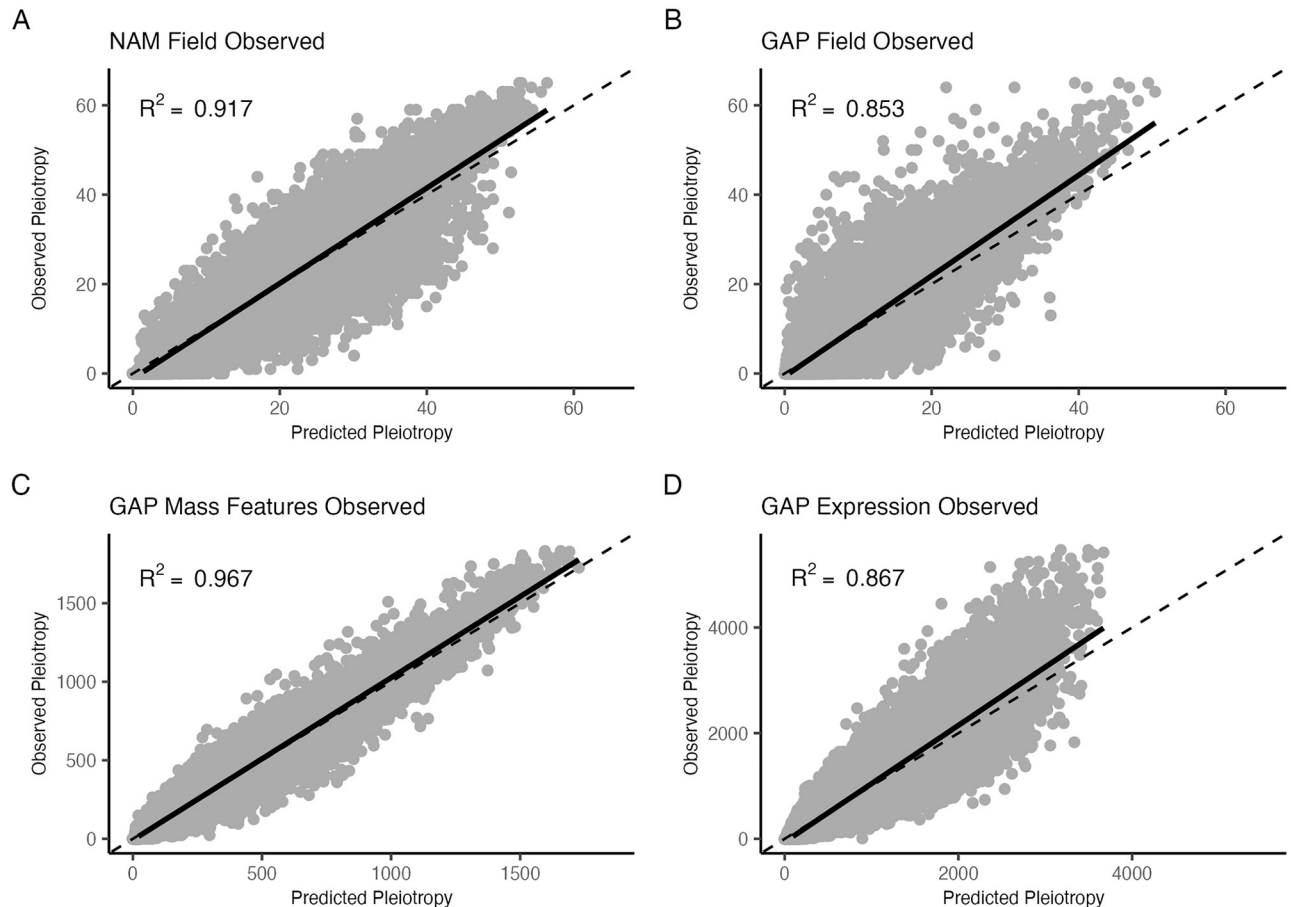 A
NAM Field Observed
R² = 0.917
60
40
20
0
0 20 40 60
Observed Pleiotropy
Predicted Pleiotropy
B
GAP Field Observed
R² = 0.853
60
40
20
0
0 20 40 60
Observed Pleiotropy
Predicted Pleiotropy
C
GAP Mass Features Observed
R² = 0.967
1500
1000
500
0
0 500 1000 1500
Observed Pleiotropy
Predicted Pleiotropy
D
GAP Expression Observed
R² = 0.867
4000
2000
0
0 2000 4000
Observed Pleiotropy
Predicted Pleiotropy